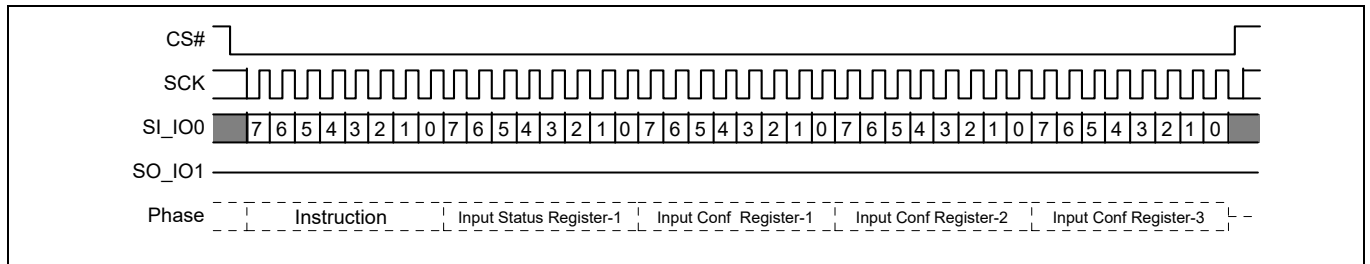 CS#
SCK
SI_IO0 7 6 5 4 3 2 1 0 7 6 5 4 3 2 1 0 7 6 5 4 3 2 1 0 7 6 5 4 3 2 1 0 7 6 5 4 3 2 1 0
SO_IO1
Phase Instruction Input Status Register-1 Input Conf Register-1 Input Conf Register-2 Input Conf Register-3